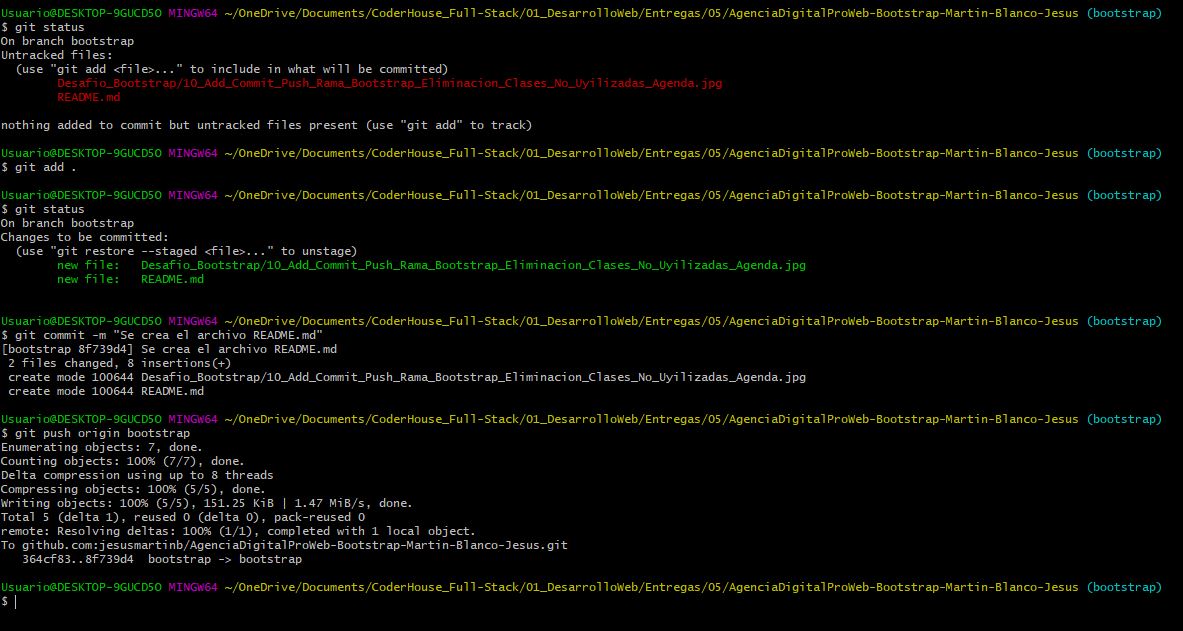 Usuario@DESKTOP-9GUCD5O MINGW64 ~/OneDrive/Documents/CoderHouse_Full-Stack/01_DesarrolloWeb/Entregas/05/AgenciaDigitalProWeb-Bootstrap-Martin-Blanco-Jesus (bootstrap)
$ git status
On branch bootstrap
Untracked files:
  (use "git add <file>..." to include in what will be committed)
        Desafio_Bootstrap/10_Add_Commit_Push_Rama_Bootstrap_Eliminacion_Clases_No_Uyilizadas_Agenda.jpg
        README.md
nothing added to commit but untracked files present (use "git add" to track)
Usuario@DESKTOP-9GUCD5O MINGW64 ~/OneDrive/Documents/CoderHouse_Full-Stack/01_DesarrolloWeb/Entregas/05/AgenciaDigitalProWeb-Bootstrap-Martin-Blanco-Jesus (bootstrap)
$ git add .
Usuario@DESKTOP-9GUCD5O MINGW64 ~/OneDrive/Documents/CoderHouse_Full-Stack/01_DesarrolloWeb/Entregas/05/AgenciaDigitalProWeb-Bootstrap-Martin-Blanco-Jesus (bootstrap)
$ git status
On branch bootstrap
Changes to be committed:
  (use "git restore --staged <file>..." to unstage)
        new file:   Desafio_Bootstrap/10_Add_Commit_Push_Rama_Bootstrap_Eliminacion_Clases_No_Uyilizadas_Agenda.jpg
        new file:   README.md
Usuario@DESKTOP-9GUCD5O MINGW64 ~/OneDrive/Documents/CoderHouse_Full-Stack/01_DesarrolloWeb/Entregas/05/AgenciaDigitalProWeb-Bootstrap-Martin-Blanco-Jesus (bootstrap)
$ git commit -m "Se crea el archivo README.md"
[bootstrap 8f739d4] Se crea el archivo README.md
 2 files changed, 8 insertions(+)
 create mode 100644 Desafio_Bootstrap/10_Add_Commit_Push_Rama_Bootstrap_Eliminacion_Clases_No_Uyilizadas_Agenda.jpg
 create mode 100644 README.md
Usuario@DESKTOP-9GUCD5O MINGW64 ~/OneDrive/Documents/CoderHouse_Full-Stack/01_DesarrolloWeb/Entregas/05/AgenciaDigitalProWeb-Bootstrap-Martin-Blanco-Jesus (bootstrap)
$ git push origin bootstrap
Enumerating objects: 7, done.
Counting objects: 100% (7/7), done.
Delta compression using up to 8 threads
Compressing objects: 100% (5/5), done.
Writing objects: 100% (5/5), 151.25 KiB | 1.47 MiB/s, done.
Total 5 (delta 1), reused 0 (delta 0), pack-reused 0
remote: Resolving deltas: 100% (1/1), completed with 1 local object.
To github.com:jesusmartinb/AgenciaDigitalProWeb-Bootstrap-Martin-Blanco-Jesus.git
   364cf83..8f739d4  bootstrap -> bootstrap
Usuario@DESKTOP-9GUCD5O MINGW64 ~/OneDrive/Documents/CoderHouse_Full-Stack/01_DesarrolloWeb/Entregas/05/AgenciaDigitalProWeb-Bootstrap-Martin-Blanco-Jesus (bootstrap)
$